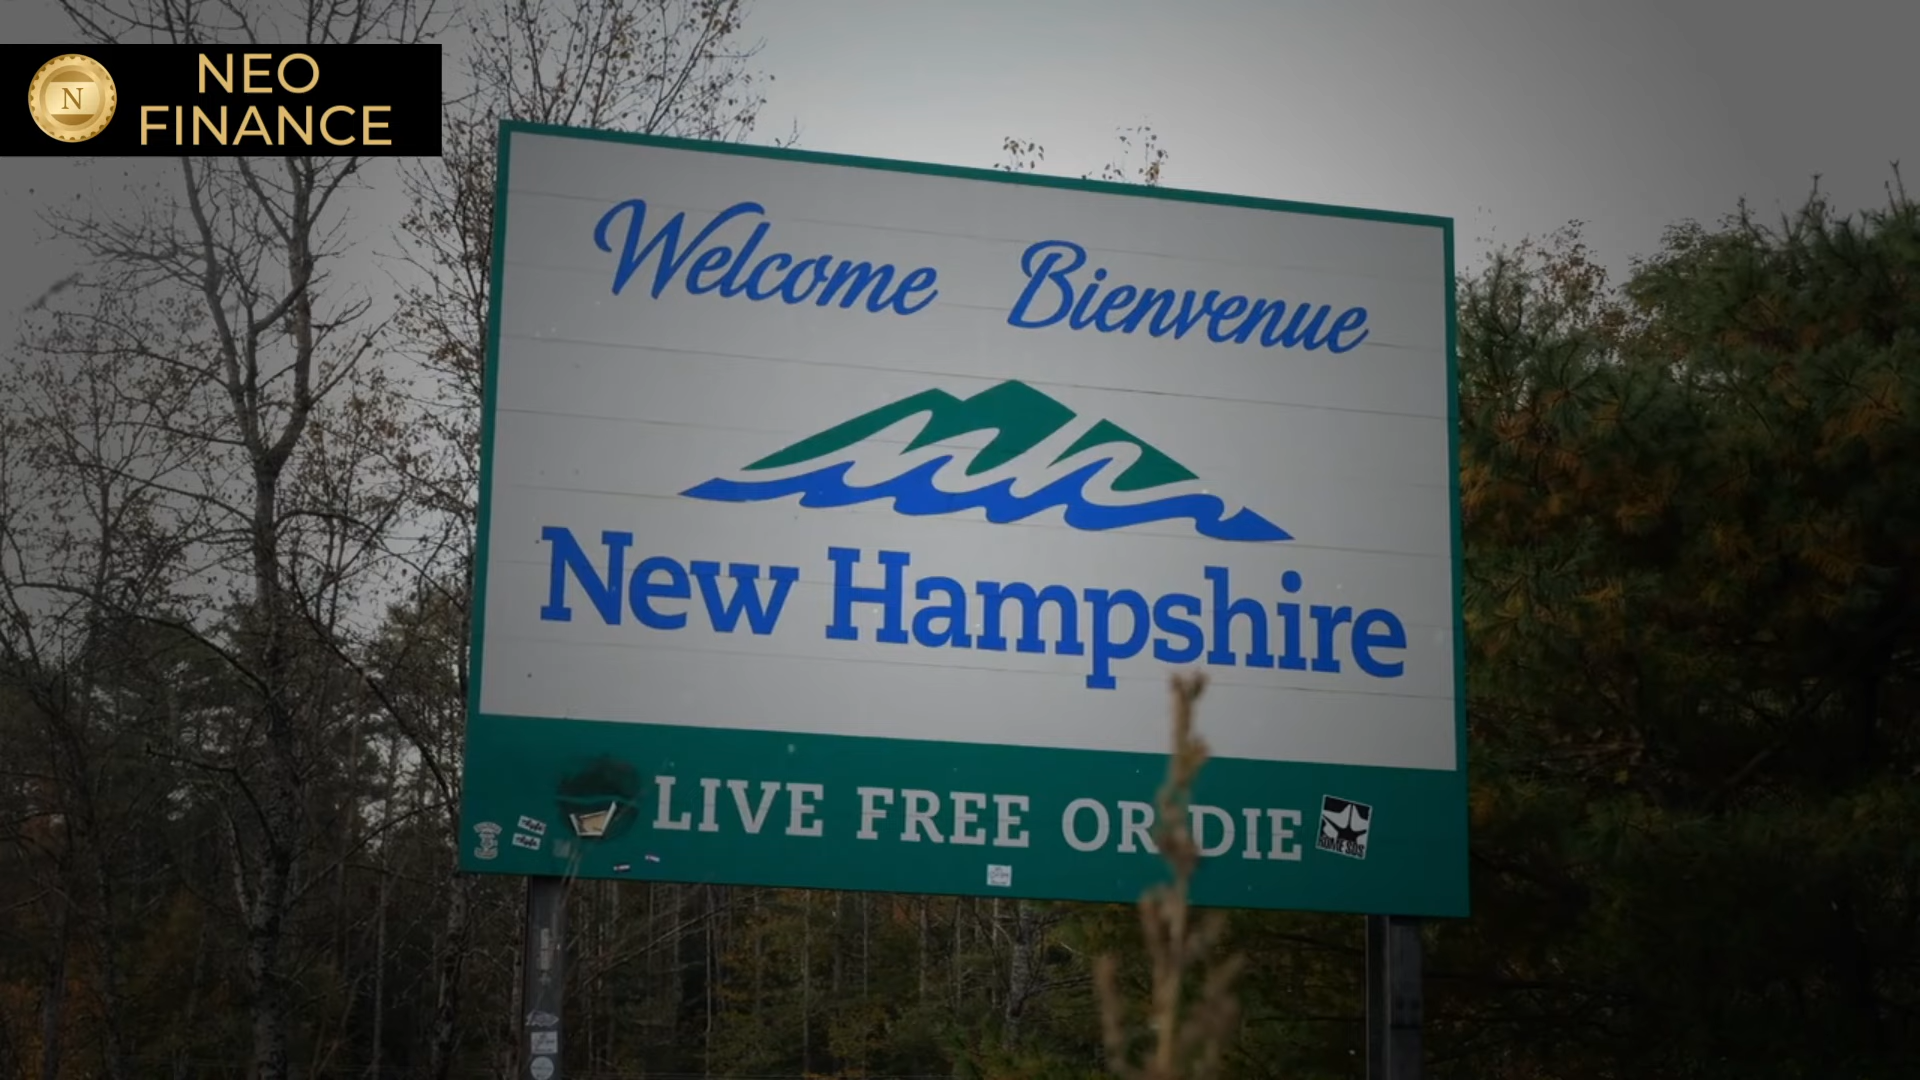 NEO
FINANCE
N
Welcome Bienvenue
New Hampshire
LIVE FREE OR DIE